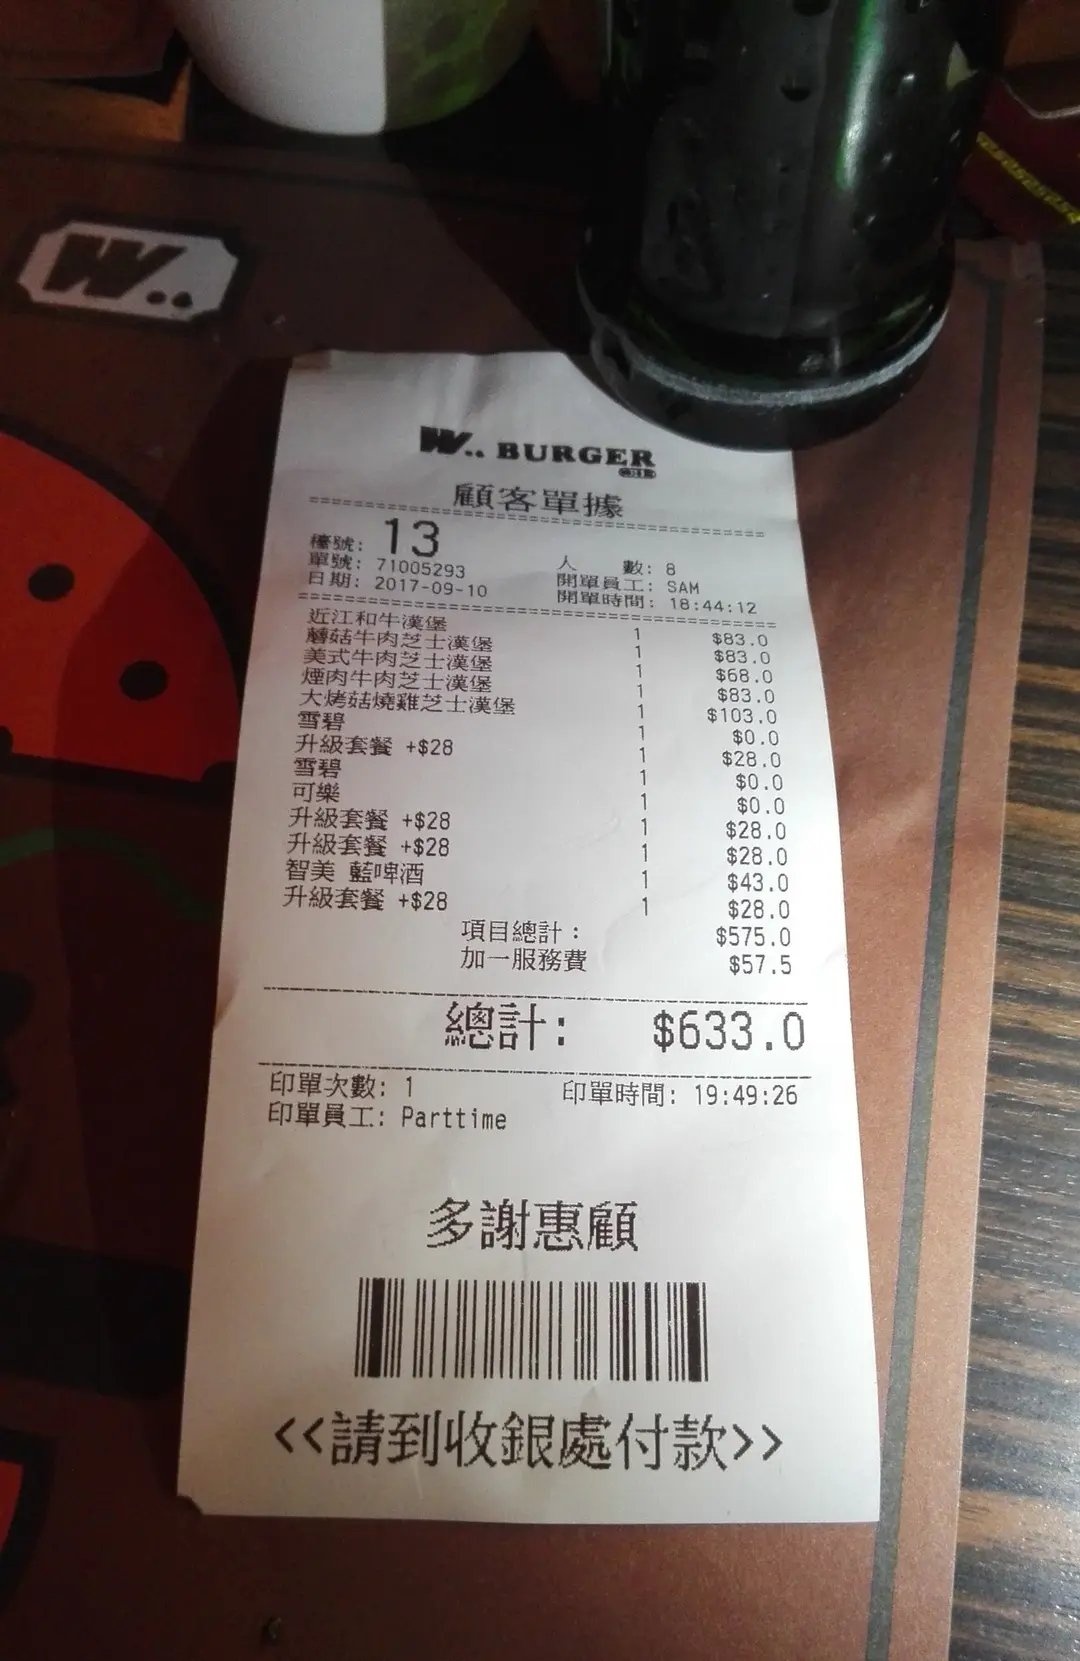 W..
W.. BURGER
顧客單據
檯號: 13
人 數: 8
單號: 71005293
開單員工: SAM
日期: 2017-09-10
開單時間: 18:44:12
近江和牛漢堡 1 $83.0
蘑菇牛肉芝士漢堡 1 $83.0
美式牛肉芝士漢堡 1 $68.0
煙肉牛肉芝士漢堡 1 $83.0
大烤菇燒雞芝士漢堡 1 $103.0
雪碧 1 $0.0
升級套餐 +$28 1 $28.0
雪碧 1 $0.0
可樂 1 $0.0
升級套餐 +$28 1 $28.0
升級套餐 +$28 1 $28.0
智美 藍啤酒 1 $43.0
升級套餐 +$28 1 $28.0
項目總計: $575.0
加一服務費 $57.5
總計: $633.0
印單次數: 1 印單時間: 19:49:26
印單員工: Parttime
多謝惠顧
<<請到收銀處付款>>